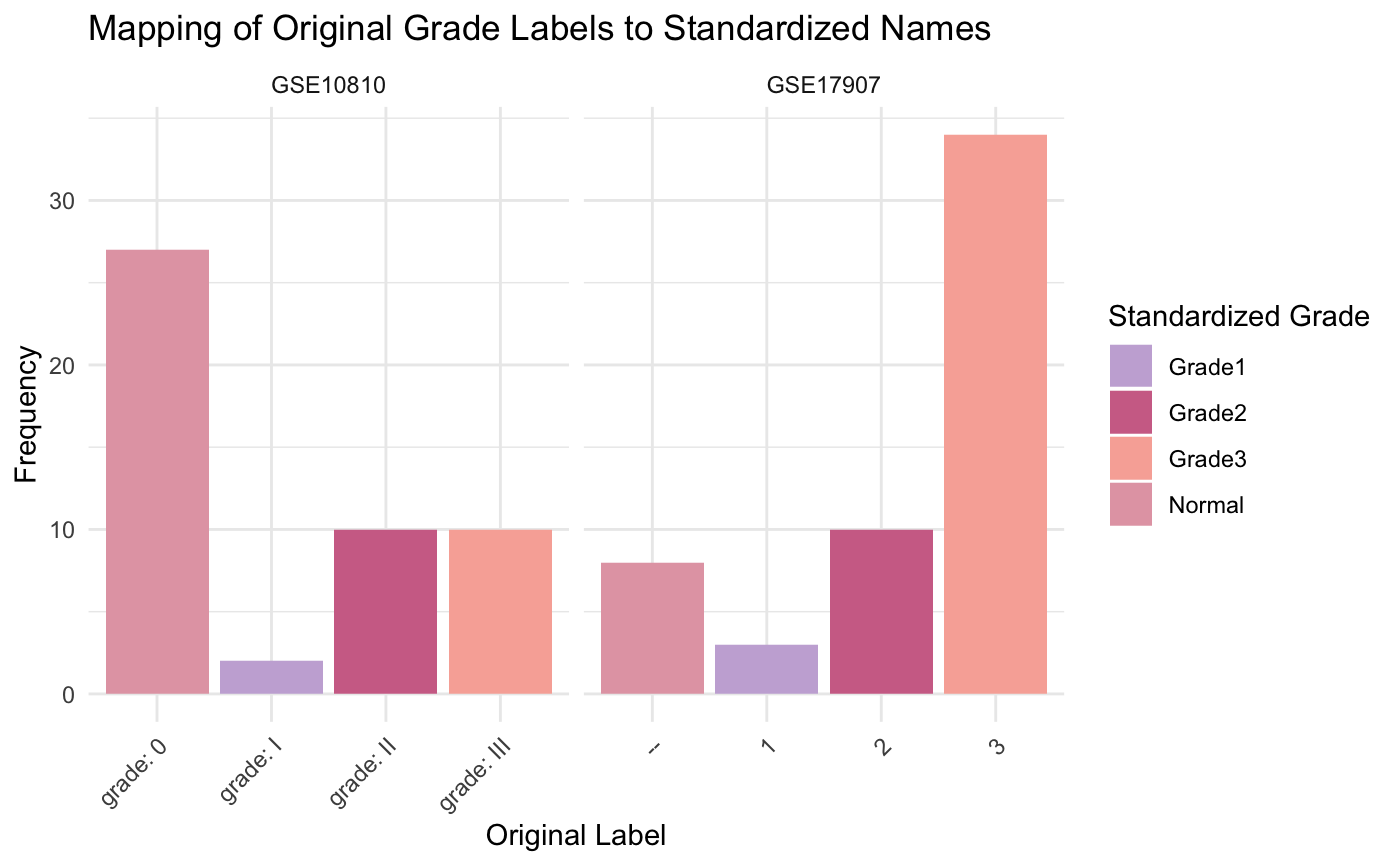 Mapping of Original Grade Labels to Standardized Names
GSE10810
GSE17907
Frequency
30
20
10
0
grade: 0
grade: I
grade: II
grade: III
--
1
2
3
Original Label
Standardized Grade
Grade1
Grade2
Grade3
Normal